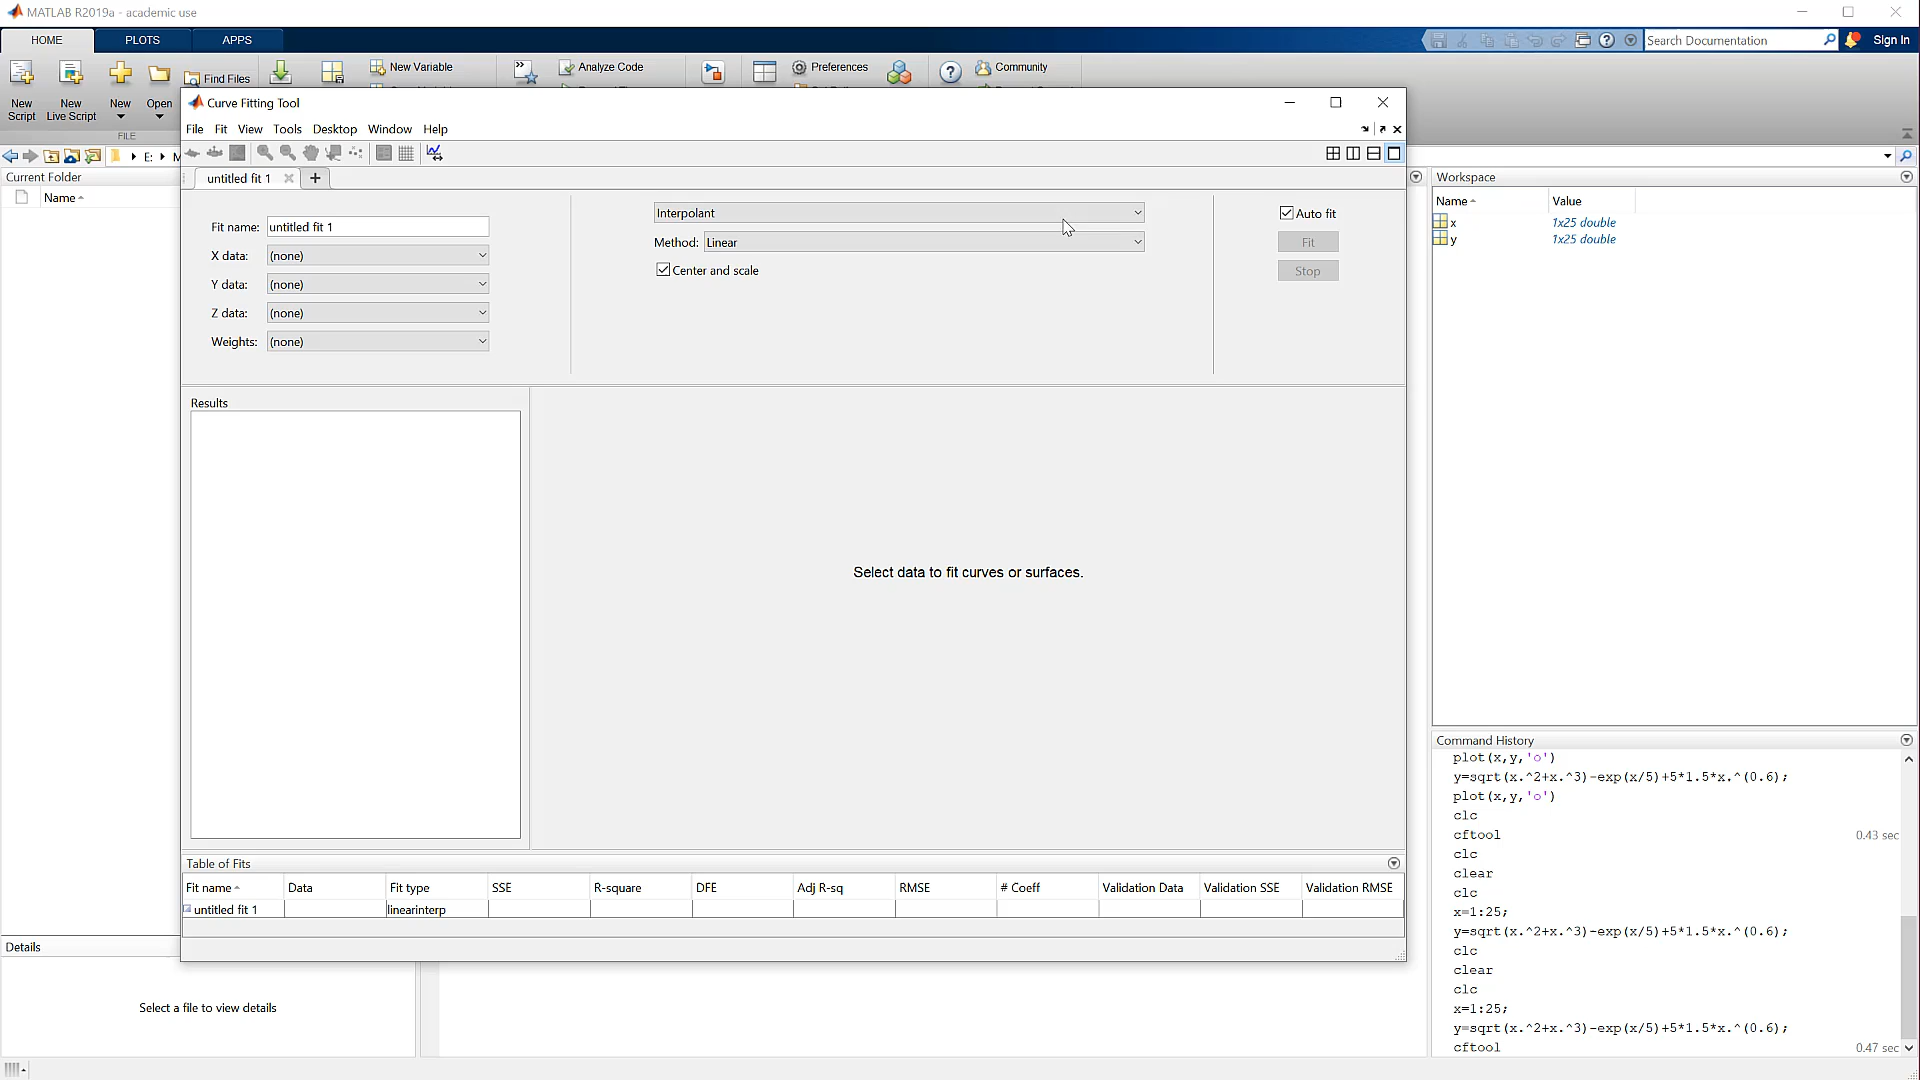 MATLAB R2019a - academic use
HOME
PLOTS
APPS
Search Documentation
Sign In
New Script
New Live Script
New
Open
Find Files
New Variable
Analyze Code
Preferences
Community
FILE
E:
Current Folder
Name
Curve Fitting Tool
File Fit View Tools Desktop Window Help
untitled fit 1
Fit name: untitled fit 1
X data: (none)
Y data: (none)
Z data: (none)
Weights: (none)
Interpolant
Method: Linear
Center and scale
Auto fit
Fit
Stop
Results
Select data to fit curves or surfaces.
Table of Fits
Fit name Data Fit type SSE R-square DFE Adj R-sq RMSE # Coeff Validation Data Validation SSE Validation RMSE
untitled fit 1 linearinterp
Details
Select a file to view details
Workspace
Name Value
x 1x25 double
y 1x25 double
Command History
plot(x,y,'o')
y=sqrt(x.^2+x.^3)-exp(x/5)+5*1.5*x.^(0.6);
plot(x,y,'o')
clc
cftool 0.43 sec
clc
clear
clc
x=1:25;
y=sqrt(x.^2+x.^3)-exp(x/5)+5*1.5*x.^(0.6);
clc
clear
clc
x=1:25;
y=sqrt(x.^2+x.^3)-exp(x/5)+5*1.5*x.^(0.6);
cftool 0.47 sec